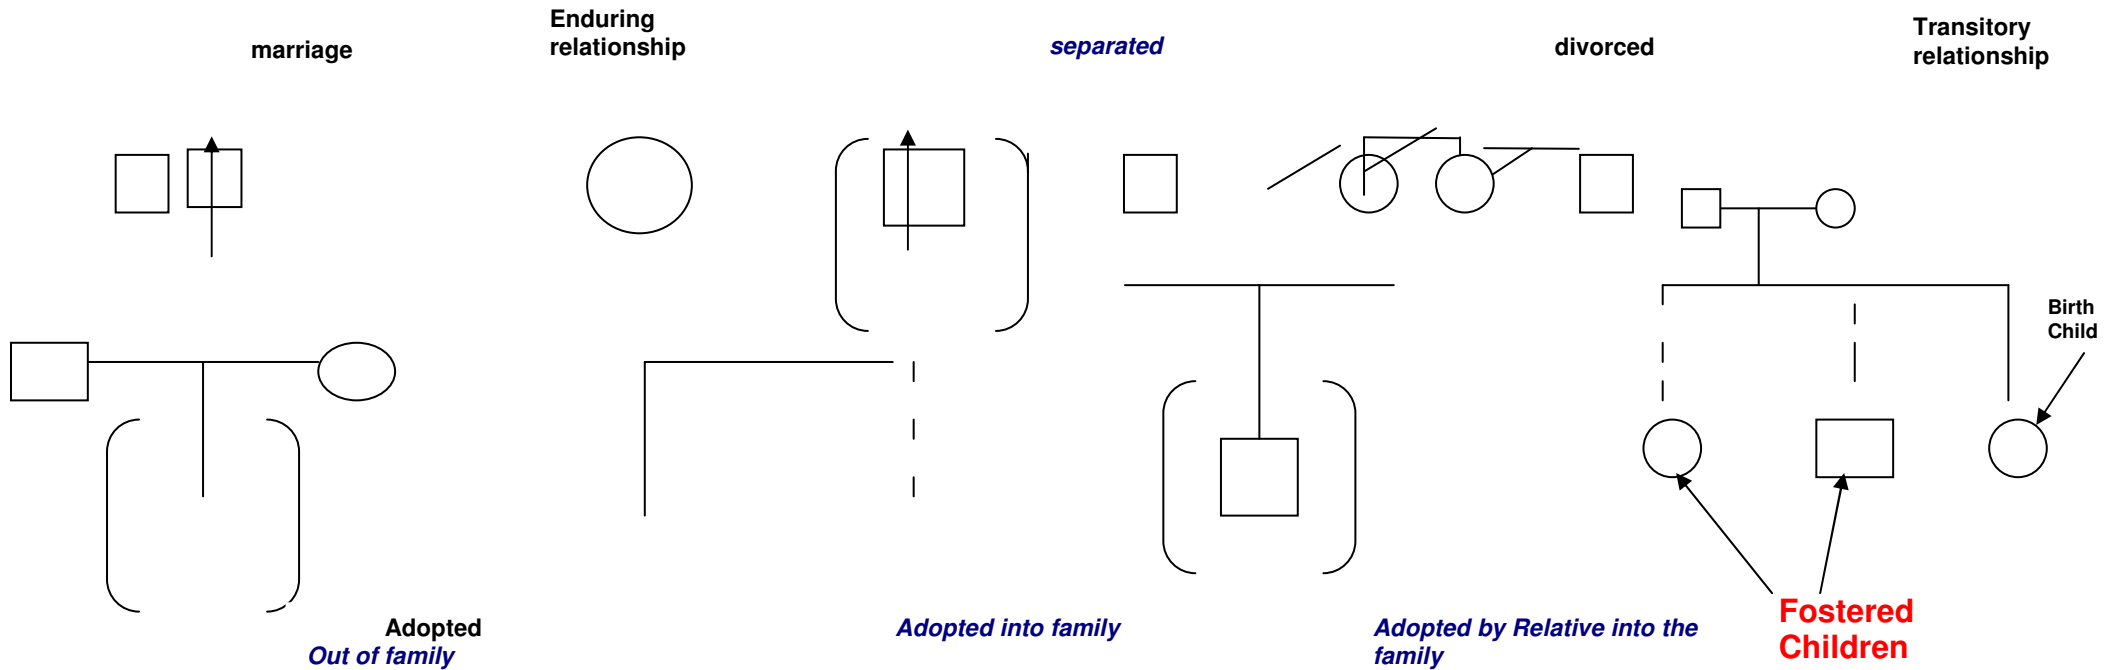 marriage
Enduring
relationship
separated
divorced
Transitory
relationship
Birth
Child
Adopted
Out of family
Adopted into family
Adopted by Relative into the
family
Fostered
Children